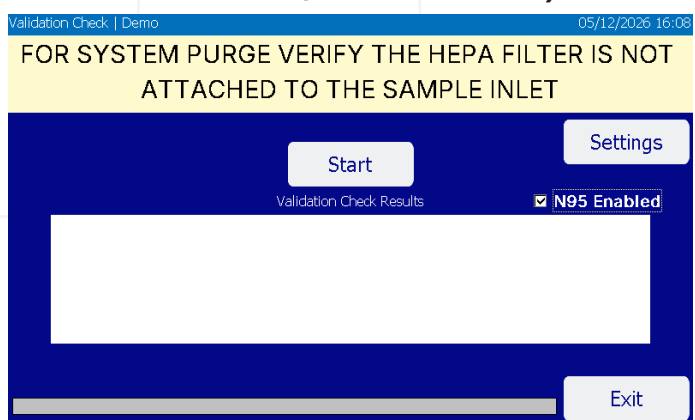 Validation Check | Demo
05/12/2026 16:08
FOR SYSTEM PURGE VERIFY THE HEPA FILTER IS NOT
ATTACHED TO THE SAMPLE INLET
Settings
Start
Validation Check Results
N95 Enabled
Exit